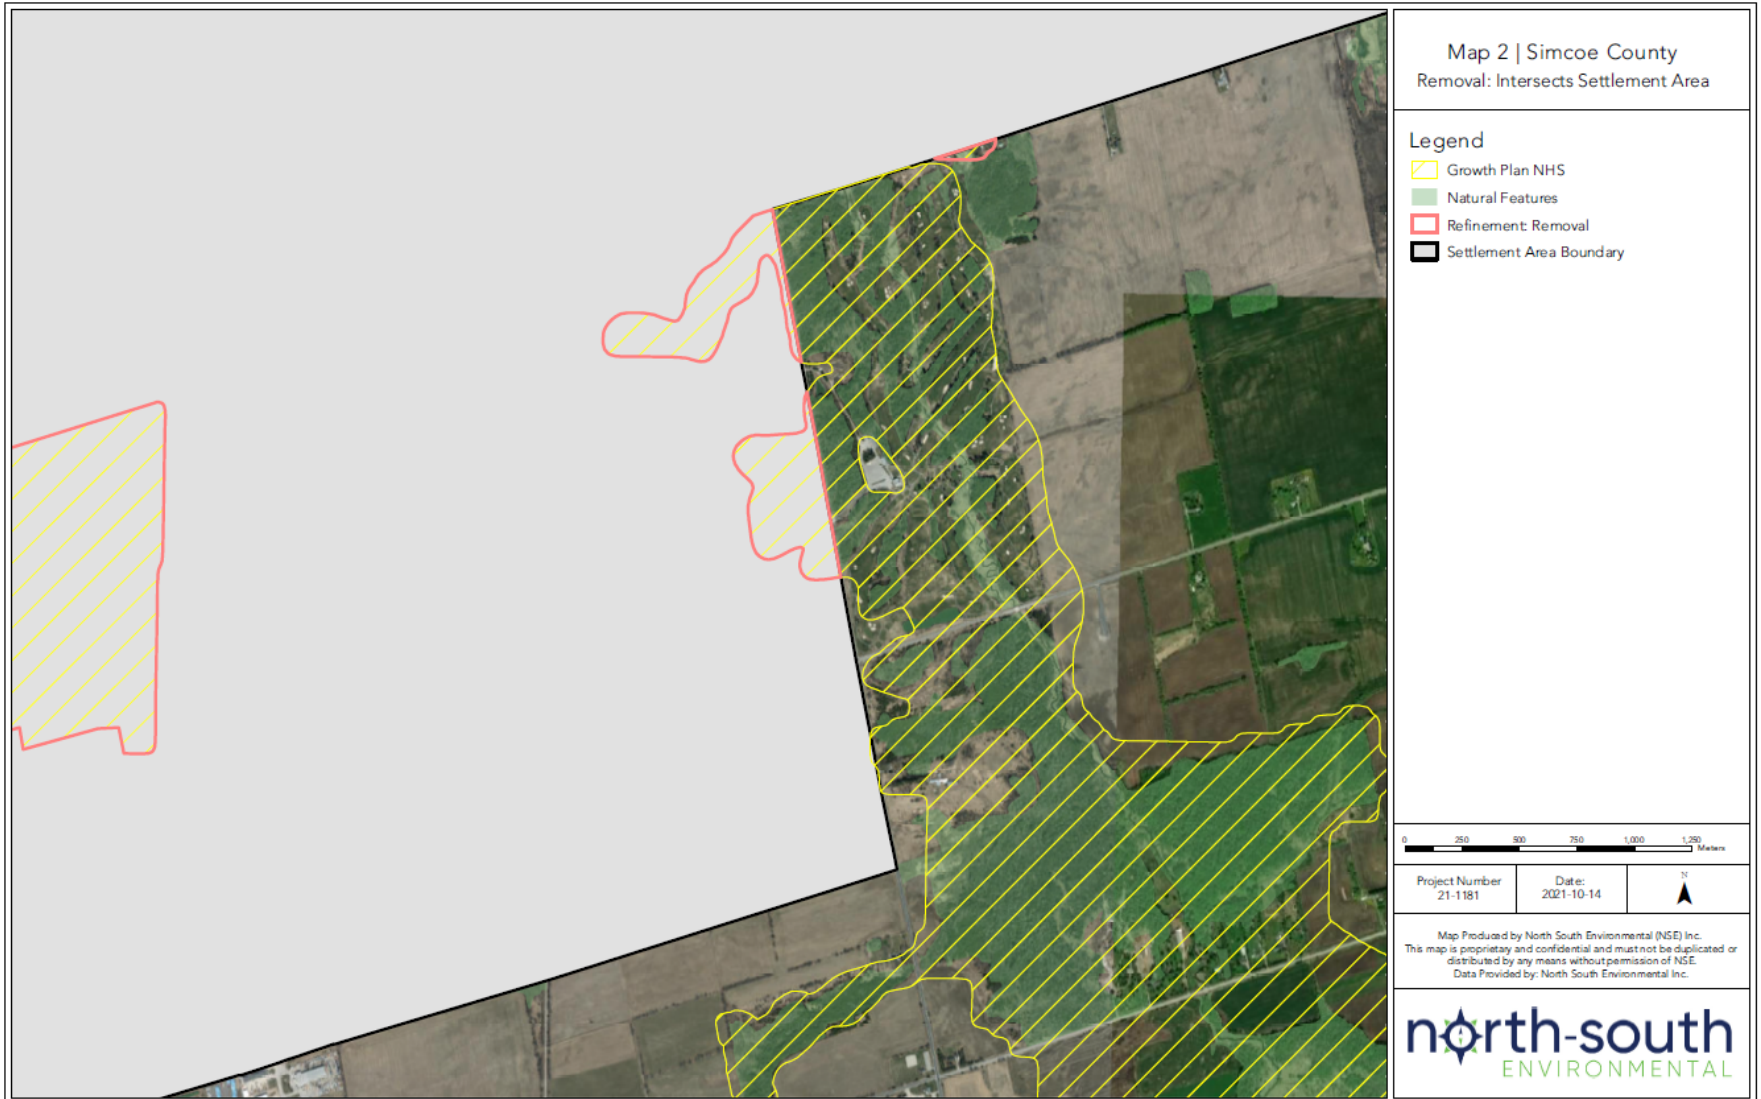 Map 2 | Simcoe County
Removal: Intersects Settlement Area
Legend
Growth Plan NHS
Natural Features
Refinement: Removal
Settlement Area Boundary
0 250 500 750 1,000 1,250
Meters
Project Number
21-1181
Date:
2021-10-14
N
Map Produced by North South Environmental (NSE) Inc.
This map is proprietary and confidential and must not be duplicated or
distributed by any means without permission of NSE.
Data Provided by: North South Environmental Inc.
north-south
ENVIRONMENTAL